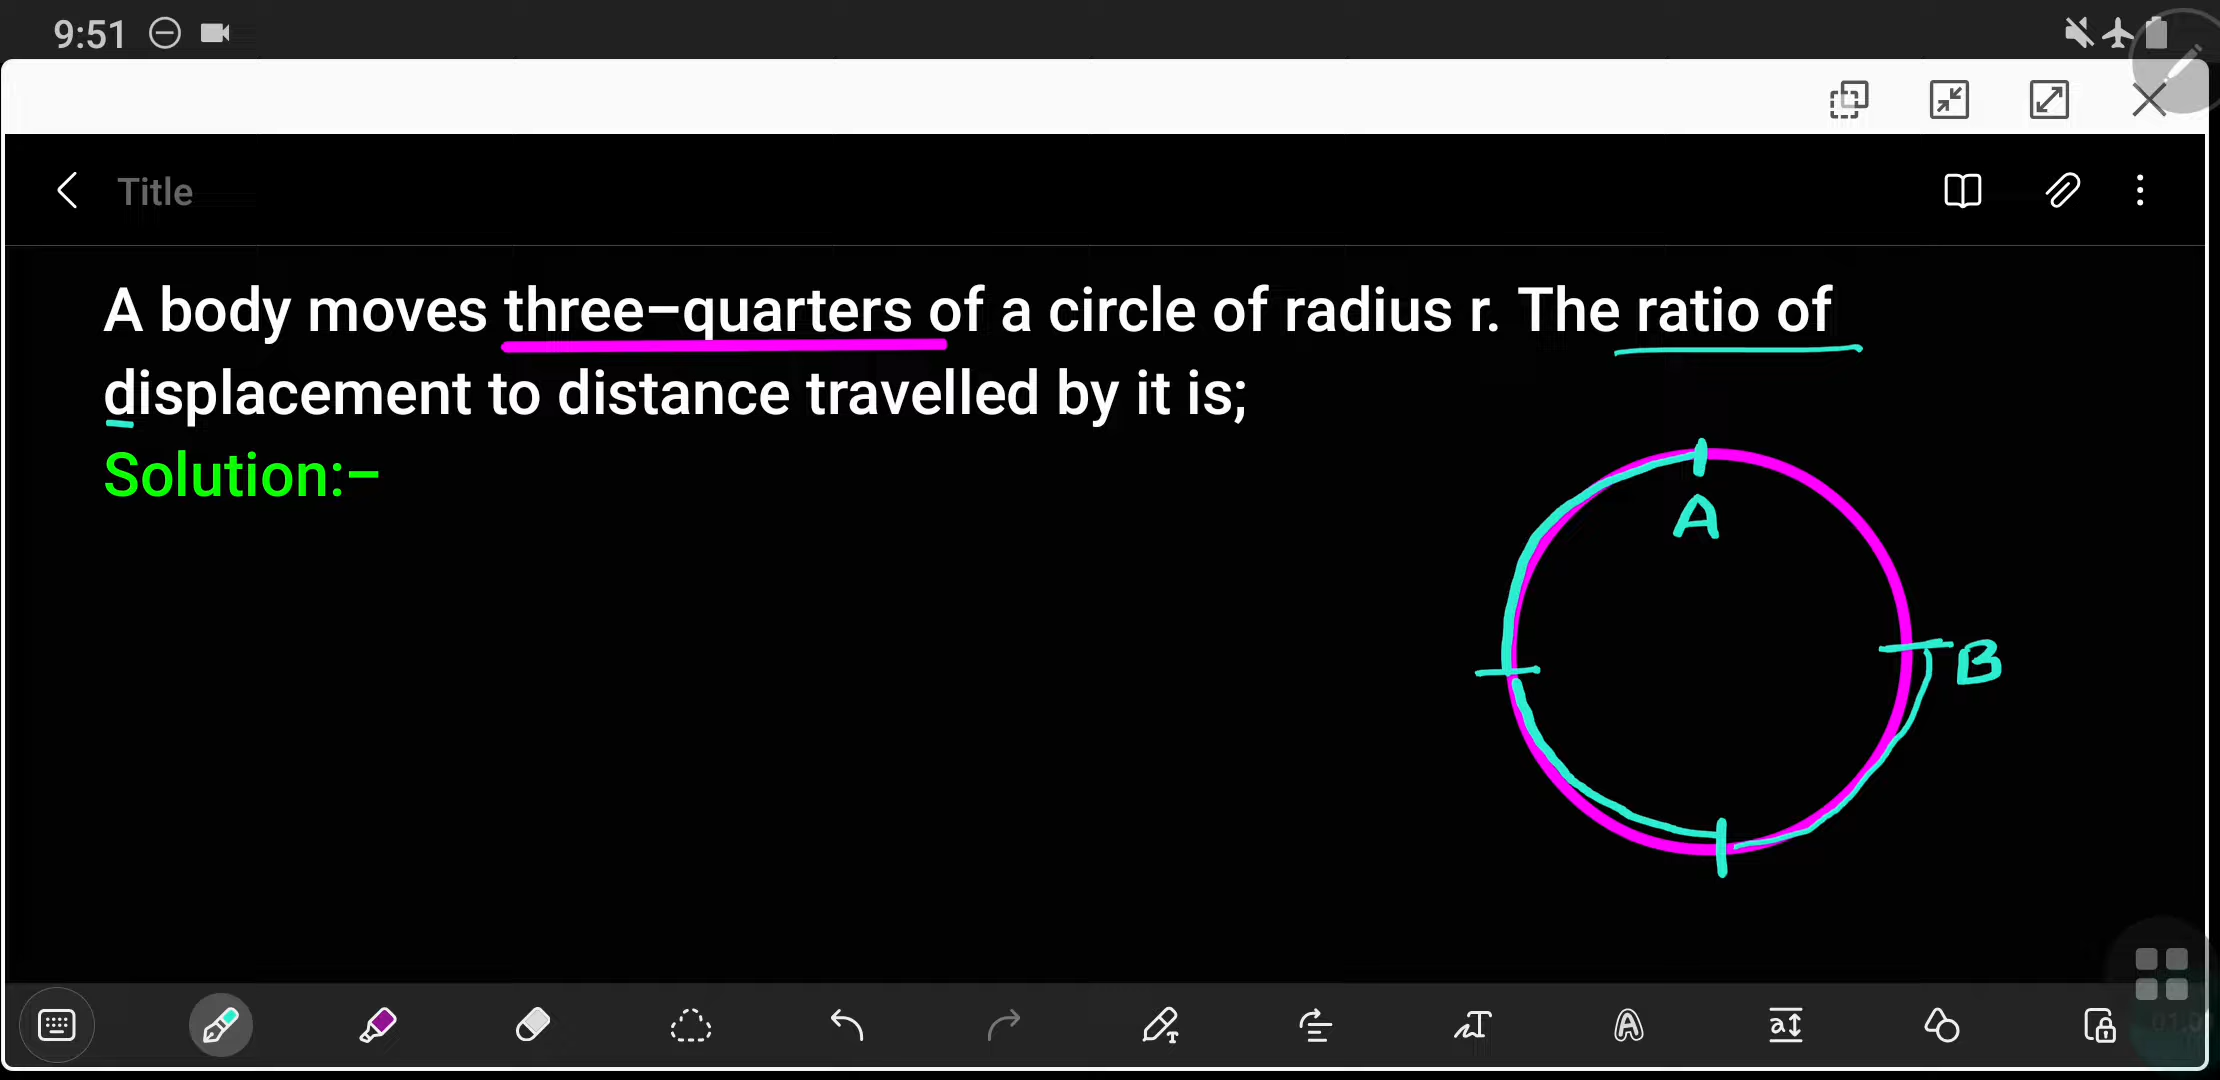 9:51
Title
A body moves three-quarters of a circle of radius r. The ratio of
displacement to distance travelled by it is;
Solution:-
A
B